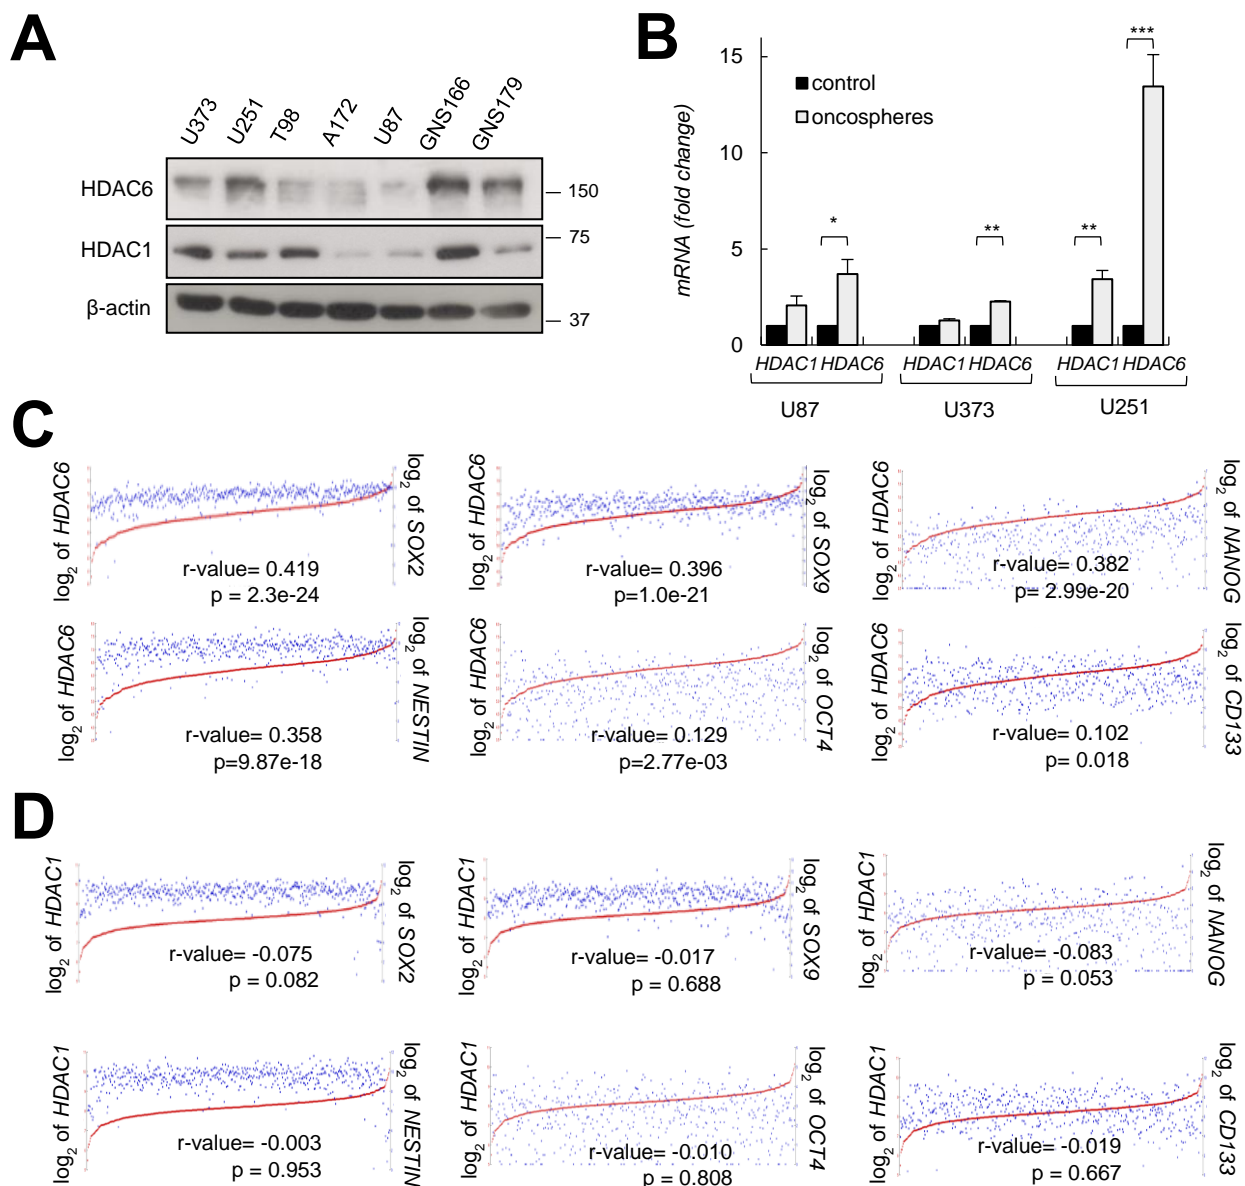 A
U373
U251
T98
A172
U87
GNS166
GNS179
HDAC6
150
HDAC1
75
β-actin
37
B
mRNA (fold change)
15
10
5
0
control
oncospheres
*
**
**
***
HDAC1 HDAC6
HDAC1 HDAC6
HDAC1 HDAC6
U87
U373
U251
C
log2 of HDAC6
log2 of SOX2
r-value= 0.419
p = 2.3e-24
log2 of HDAC6
log2 of SOX9
r-value= 0.396
p=1.0e-21
log2 of HDAC6
log2 of NANOG
r-value= 0.382
p= 2.99e-20
log2 of HDAC6
log2 of NESTIN
r-value= 0.358
p=9.87e-18
log2 of HDAC6
log2 of OCT4
r-value= 0.129
p=2.77e-03
log2 of HDAC6
log2 of CD133
r-value= 0.102
p= 0.018
D
log2 of HDAC1
log2 of SOX2
r-value= -0.075
p = 0.082
log2 of HDAC1
log2 of SOX9
r-value= -0.017
p = 0.688
log2 of HDAC1
log2 of NANOG
r-value= -0.083
p = 0.053
log2 of HDAC1
log2 of NESTIN
r-value= -0.003
p = 0.953
log2 of HDAC1
log2 of OCT4
r-value= -0.010
p = 0.808
log2 of HDAC1
log2 of CD133
r-value= -0.019
p = 0.667